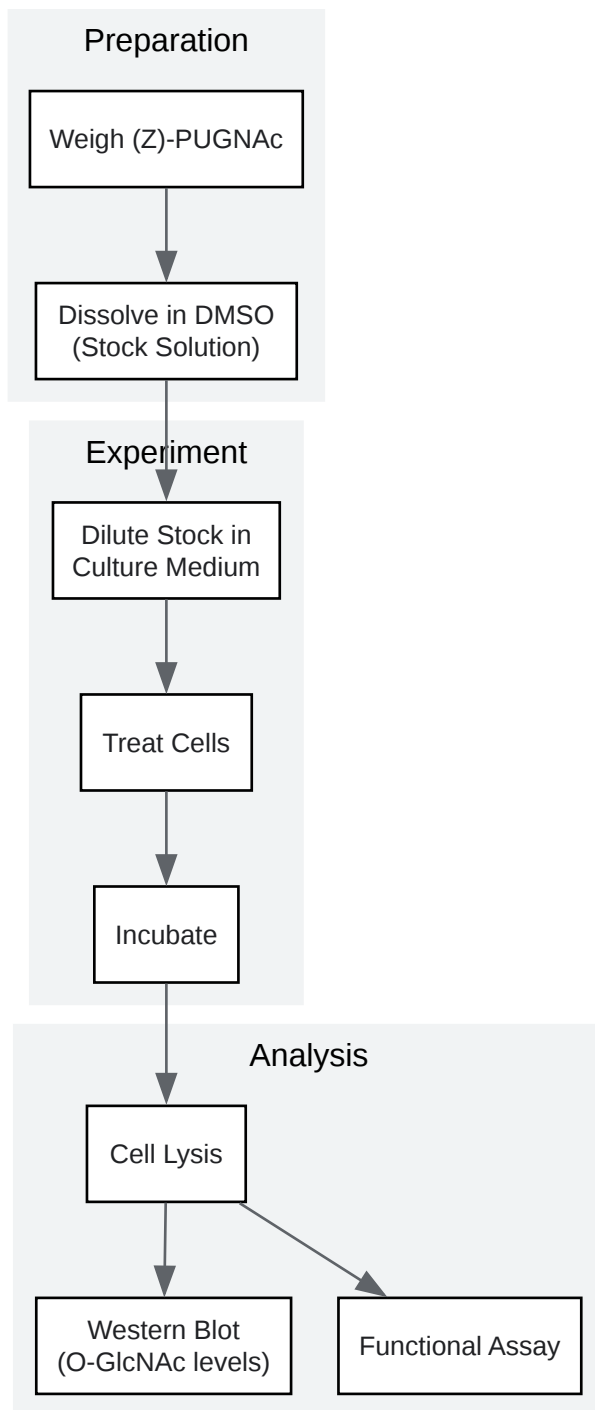 Preparation
Weigh (Z)-PUGNAc
Dissolve in DMSO
(Stock Solution)
Experiment
Dilute Stock in
Culture Medium
Treat Cells
Incubate
Analysis
Cell Lysis
Western Blot
(O-GlcNAc levels)
Functional Assay